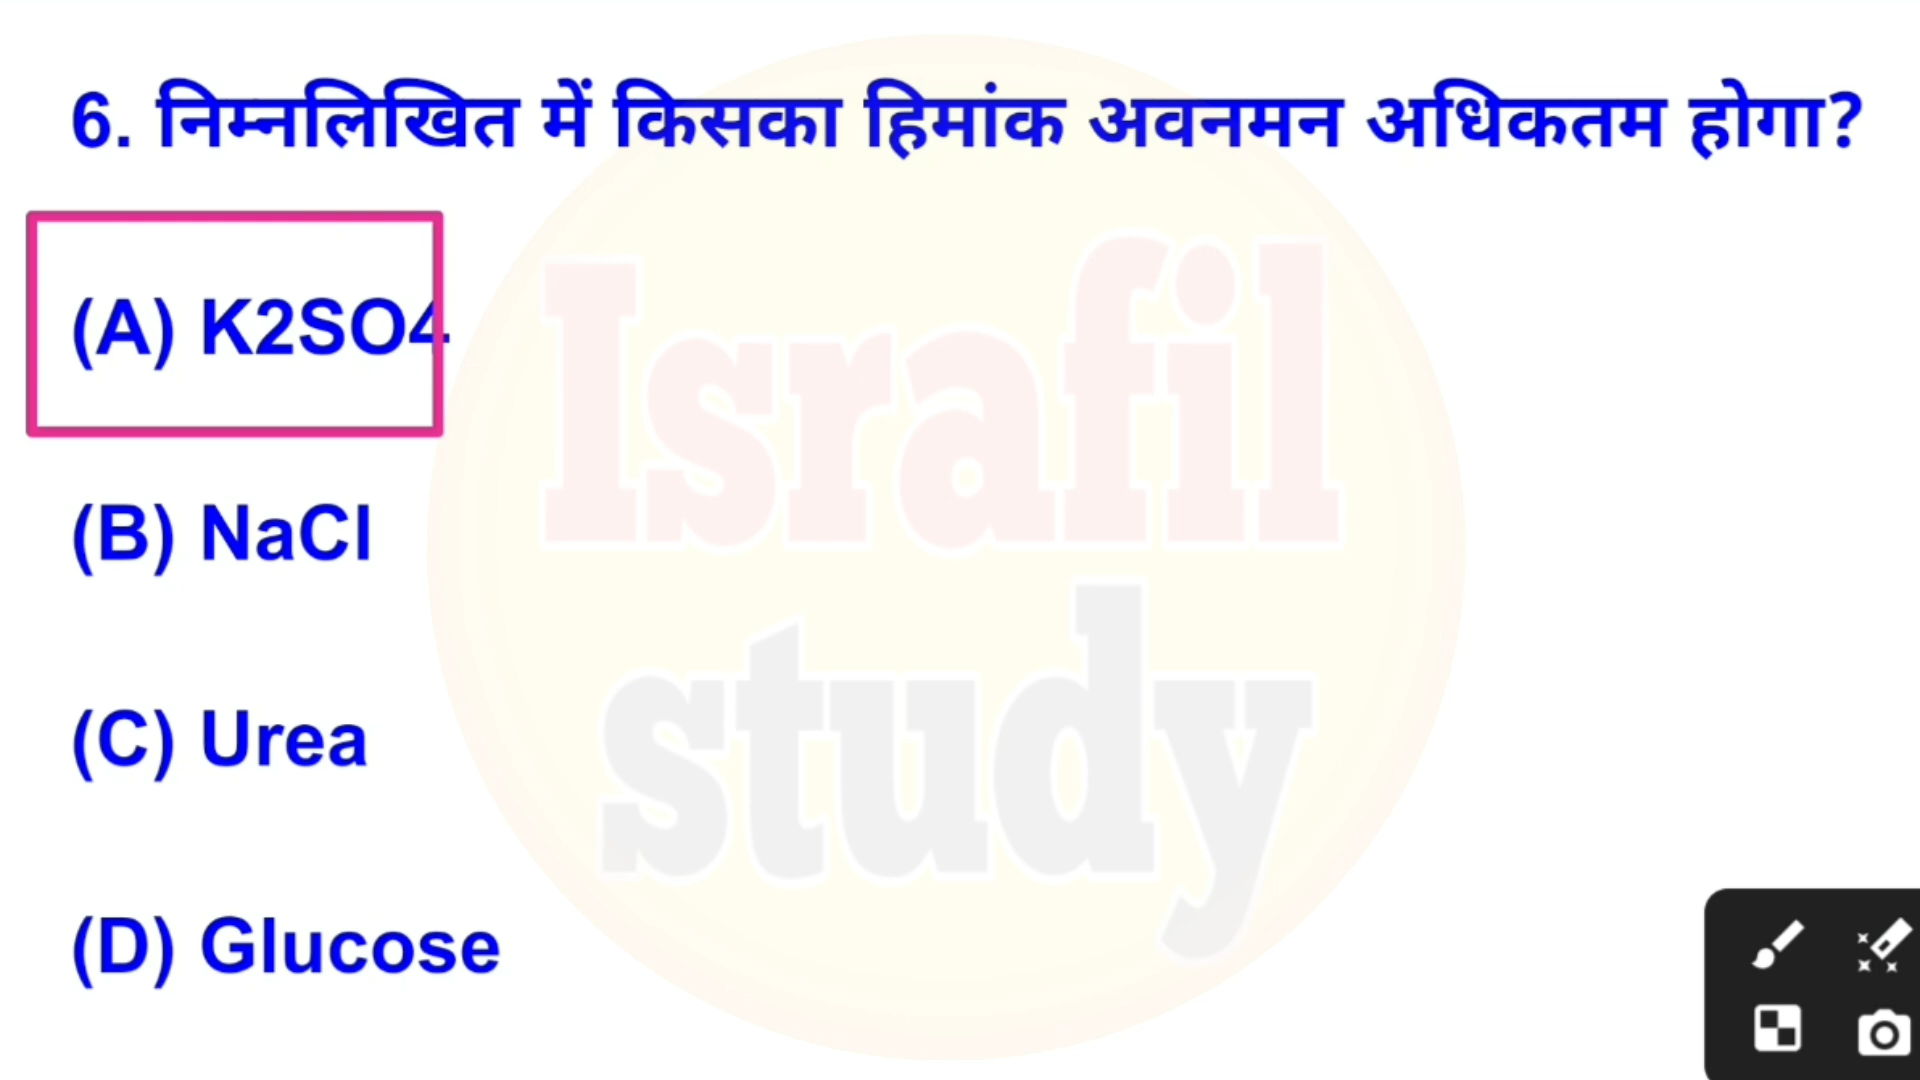 6. निम्नलिखित में किसका हिमांक अवनमन अधिकतम होगा?
(A) K2SO4
(B) NaCl
(C) Urea
(D) Glucose
Israfil
study